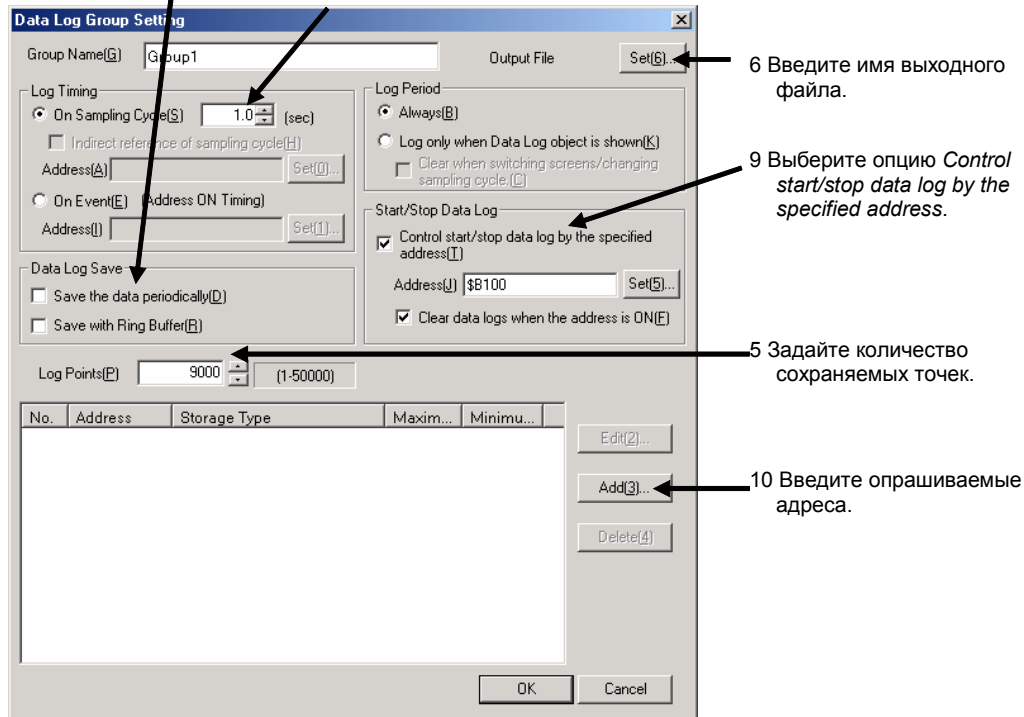 Data Log Group Setting
Group Name(G) Group1 Output File Set(6)...
6 Введите имя выходного
файла.
Log Timing
On Sampling Cycle(S) 1.0 (sec)
Indirect reference of sampling cycle(H)
Address(A) Set(0)...
On Event(E) (Address ON Timing)
Address(I) Set(1)...
Log Period
Always(B)
Log only when Data Log object is shown(K)
Clear when switching screens/changing
sampling cycle.(C)
9 Выберите опцию Control
start/stop data log by the
specified address.
Start/Stop Data Log
Control start/stop data log by the specified
address(T)
Address(J) $B100 Set(5)...
Clear data logs when the address is ON(F)
Data Log Save
Save the data periodically(D)
Save with Ring Buffer(R)
Log Points(P) 9000 (1-50000)
5 Задайте количество
сохраняемых точек.
No. Address Storage Type Maxim... Minimu...
Edit(2)...
Add(3)...
Delete(4)
10 Введите опрашиваемые
адреса.
OK Cancel